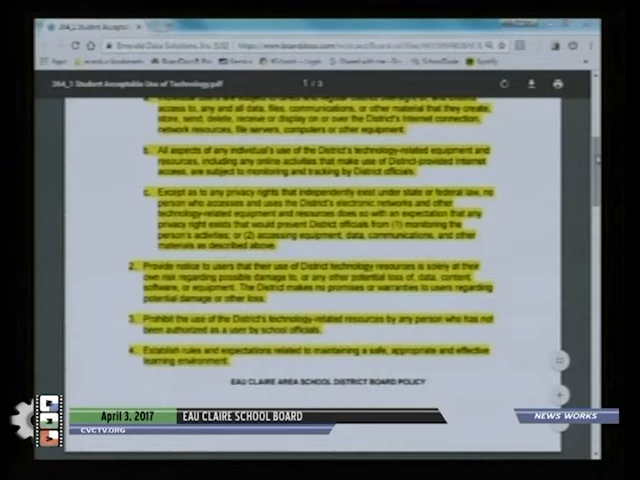 364_1 Student Accepta
Emerald Data Solutions, Inc. [US]
Apps
364_1 Student Acceptable Use of Technology.pdf
1 / 3
access to, any and all data, files, communications, or other material that they create,
store, send, delete, receive or display on or over the District's Internet connection,
network resources, file servers, computers or other equipment.
b. All aspects of any individual's use of the District's technology-related equipment and
resources, including any online activities that make use of District-provided Internet
access, are subject to monitoring and tracking by District officials.
c. Except as to any privacy rights that independently exist under state or federal law, no
person who accesses and uses the District's electronic networks and other
technology-related equipment and resources does so with an expectation that any
privacy right exists that would prevent District officials from (1) monitoring the
person's activities; or (2) accessing equipment, data, communications, and other
materials as described above.
2. Provide notice to users that their use of District technology resources is solely at their
own risk regarding possible damage to, or any other potential loss of, data, content,
software, or equipment. The District makes no promises or warranties to users regarding
potential damage or other loss.
3. Prohibit the use of the District's technology-related resources by any person who has not
been authorized as a user by school officials.
4. Establish rules and expectations related to maintaining a safe, appropriate and effective
learning environment.
EAU CLAIRE AREA SCHOOL DISTRICT BOARD POLICY
April 3, 2017 EAU CLAIRE SCHOOL BOARD NEWS WORKS
CVCTV.ORG